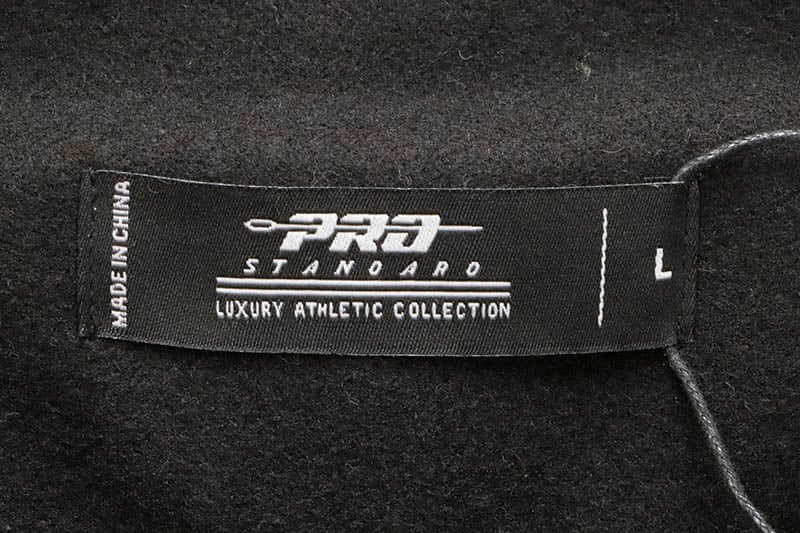 MADE IN CHINA
PRO
STANDARD
LUXURY ATHLETIC COLLECTION
L